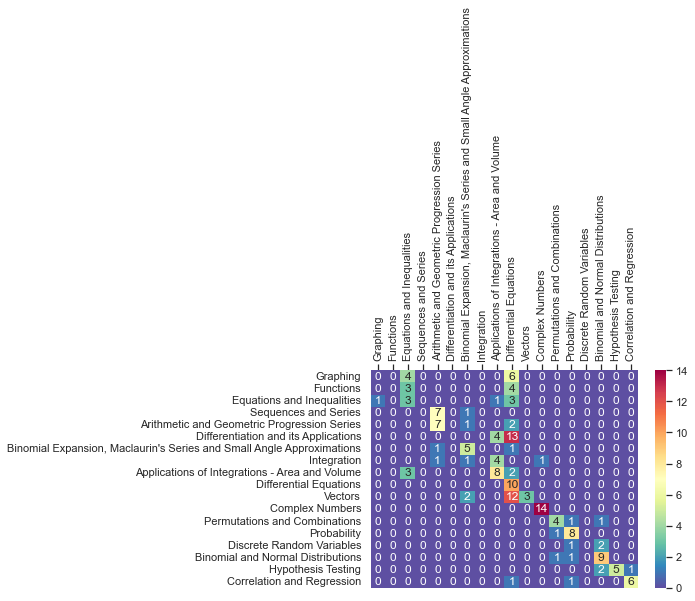 Graphing
Functions
Equations and Inequalities
Sequences and Series
Arithmetic and Geometric Progression Series
Differentiation and its Applications
Binomial Expansion, Maclaurin's Series and Small Angle Approximations
Integration
Applications of Integrations - Area and Volume
Differential Equations
Vectors
Complex Numbers
Permutations and Combinations
Probability
Discrete Random Variables
Binomial and Normal Distributions
Hypothesis Testing
Correlation and Regression
Graphing 0 0 4 0 0 0 0 0 0 6 0 0 0 0 0 0 0 0
Functions 0 0 3 0 0 0 0 0 0 4 0 0 0 0 0 0 0 0
Equations and Inequalities 1 0 3 0 0 0 0 0 1 3 0 0 0 0 0 0 0 0
Sequences and Series 0 0 0 0 7 0 1 0 0 0 0 0 0 0 0 0 0 0
Arithmetic and Geometric Progression Series 0 0 0 0 7 0 1 0 0 2 0 0 0 0 0 0 0 0
Differentiation and its Applications 0 0 0 0 0 0 0 0 4 13 0 0 0 0 0 0 0 0
Binomial Expansion, Maclaurin's Series and Small Angle Approximations 0 0 0 0 1 0 5 0 0 1 0 0 0 0 0 0 0 0
Integration 0 0 0 0 1 0 1 0 4 0 0 1 0 0 0 0 0 0
Applications of Integrations - Area and Volume 0 0 3 0 0 0 0 0 8 2 0 0 0 0 0 0 0 0
Differential Equations 0 0 0 0 0 0 0 0 0 10 0 0 0 0 0 0 0 0
Vectors 0 0 0 0 0 0 2 0 0 12 3 0 0 0 0 0 0 0
Complex Numbers 0 0 0 0 0 0 0 0 0 0 0 14 0 0 0 0 0 0
Permutations and Combinations 0 0 0 0 0 0 0 0 0 0 0 0 4 1 0 1 0 0
Probability 0 0 0 0 0 0 0 0 0 0 0 0 1 8 0 0 0 0
Discrete Random Variables 0 0 0 0 0 0 0 0 0 0 0 0 0 1 0 2 0 0
Binomial and Normal Distributions 0 0 0 0 0 0 0 0 0 0 0 0 1 1 0 9 0 0
Hypothesis Testing 0 0 0 0 0 0 0 0 0 0 0 0 0 0 0 2 5 1
Correlation and Regression 0 0 0 0 0 0 0 0 0 1 0 0 0 1 0 0 0 6
14
12
10
8
6
4
2
0